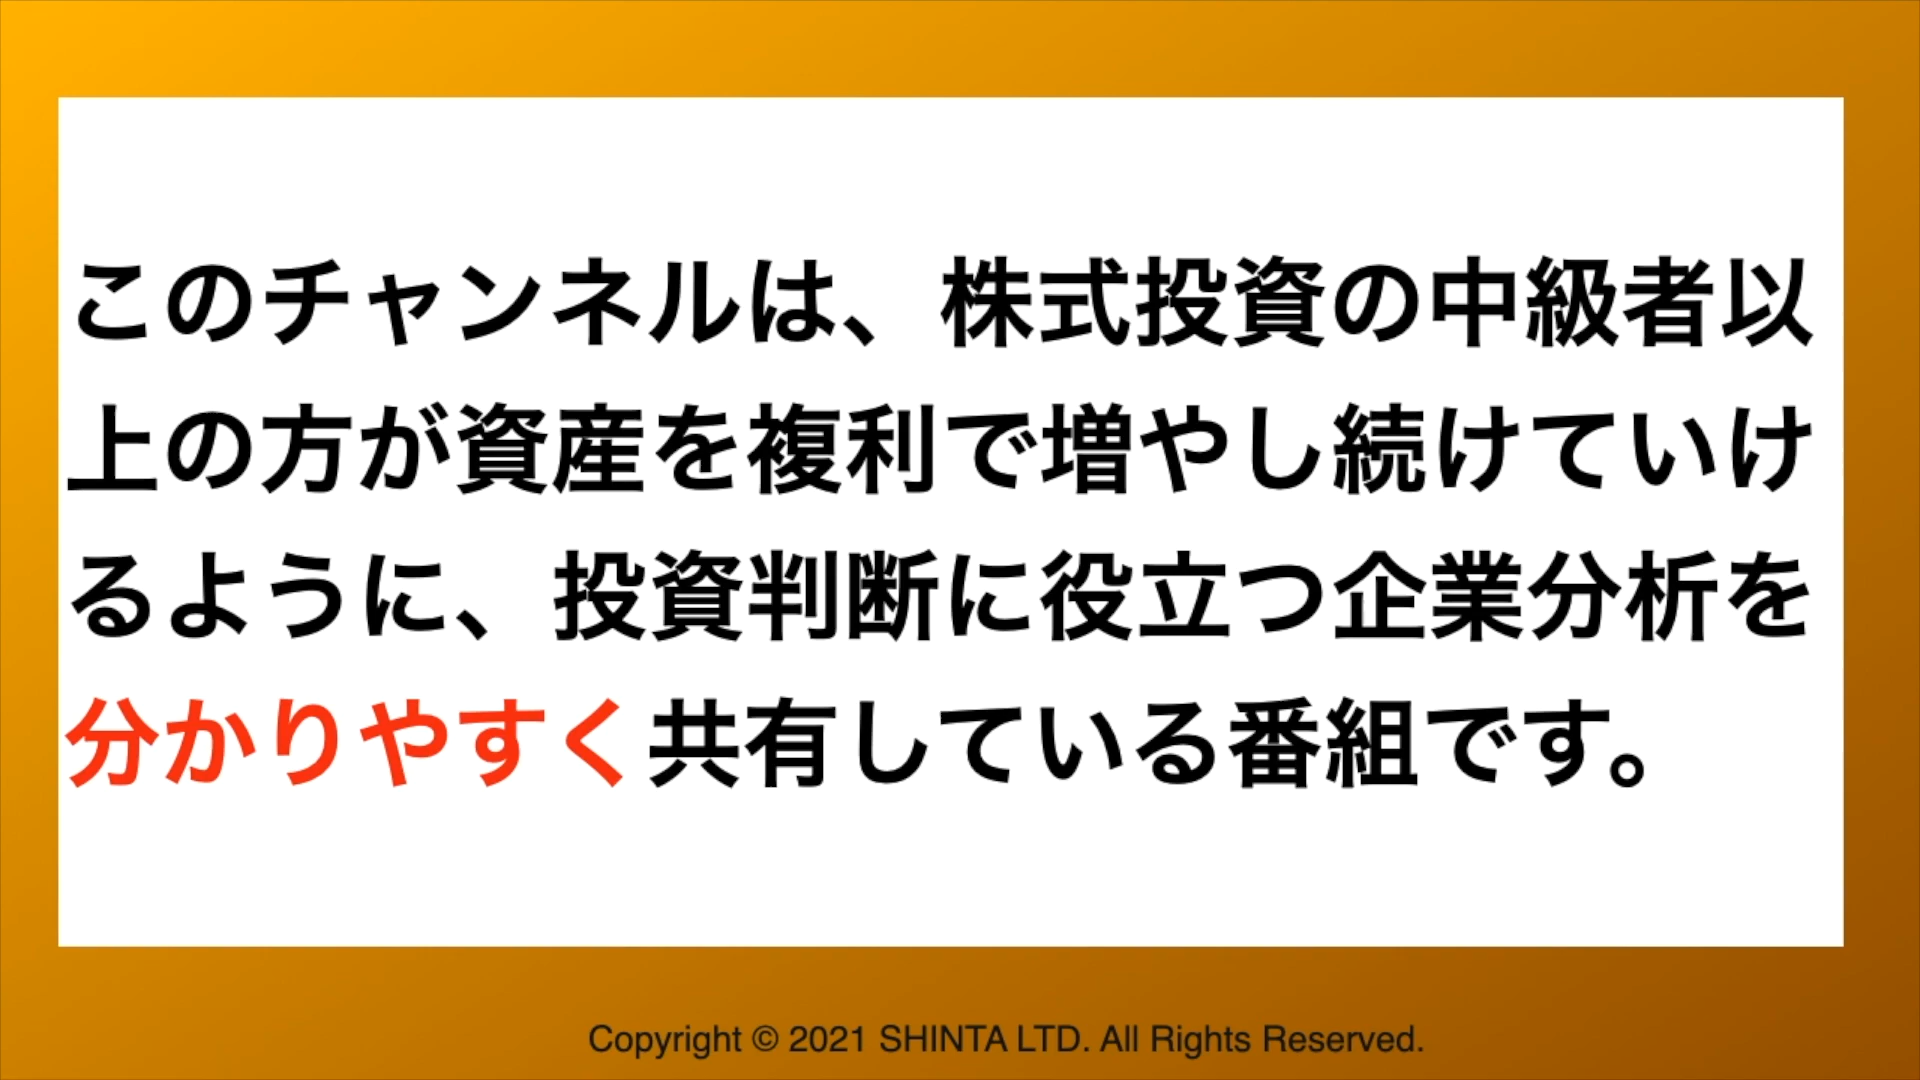 このチャンネルは、株式投資の中級者以
上の方が資産を複利で増やし続けていけ
るように、投資判断に役立つ企業分析を
分かりやすく共有している番組です。
Copyright © 2021 SHINTA LTD. All Rights Reserved.